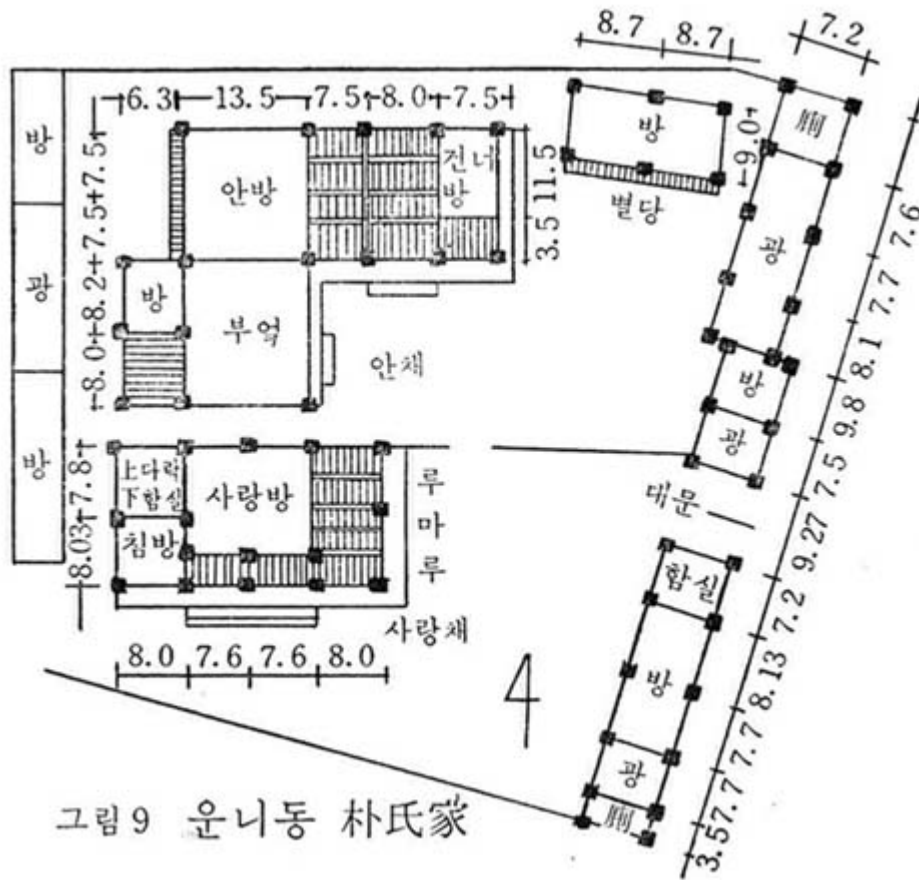 8.7 8.7 7.2
6.3 13.5 7.5 8.0 7.5
방
광
방
8.0 8.2 7.5 7.5
안방
건너방
11.5
3.5
방
부엌
안채
방
별당
9.0
厠
광
방
광
대문
함실
방
광
厠
7.6
7.7
8.1
9.8
7.5
9.27
7.2
8.13
7.7
7.7
3.5
8.03 7.8
上다락
下함실
사랑방
침방
루마루
사랑채
8.0 7.6 7.6 8.0
4
그림 9 운니동 朴氏家